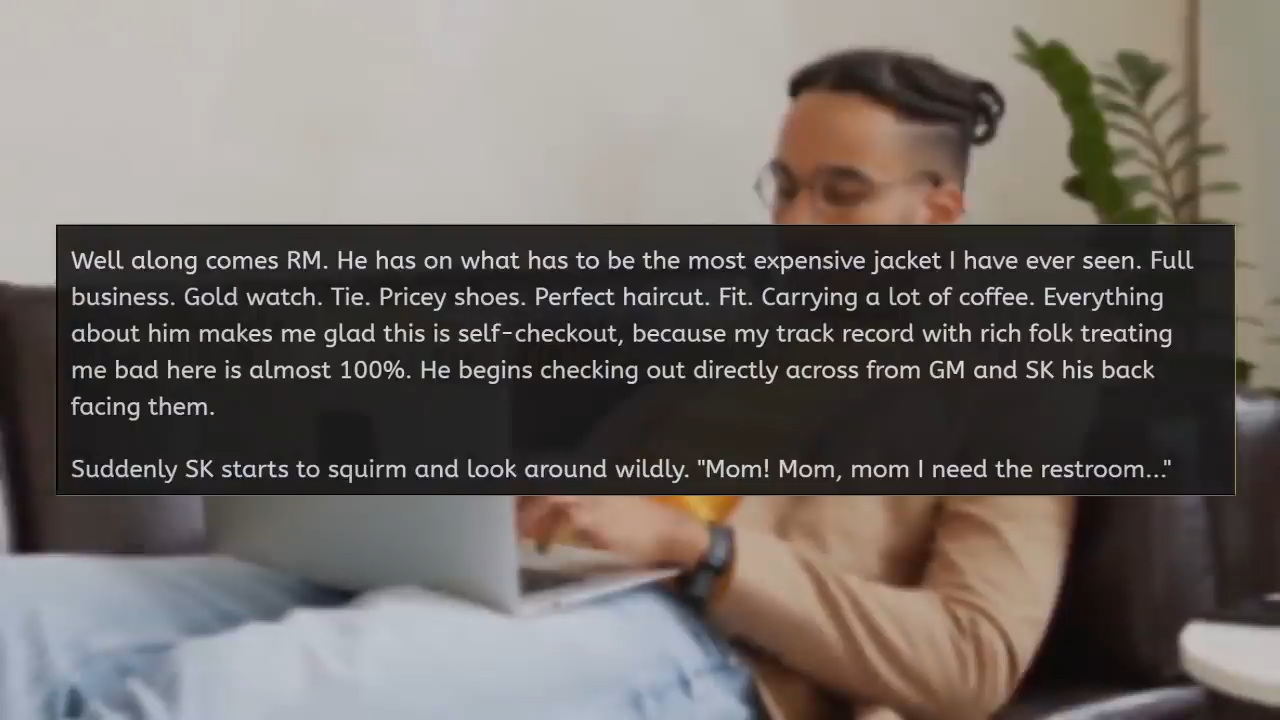 Well along comes RM. He has on what has to be the most expensive jacket I have ever seen. Full
business. Gold watch. Tie. Pricey shoes. Perfect haircut. Fit. Carrying a lot of coffee. Everything
about him makes me glad this is self-checkout, because my track record with rich folk treating
me bad here is almost 100%. He begins checking out directly across from GM and SK his back
facing them.
Suddenly SK starts to squirm and look around wildly. "Mom! Mom, mom I need the restroom..."